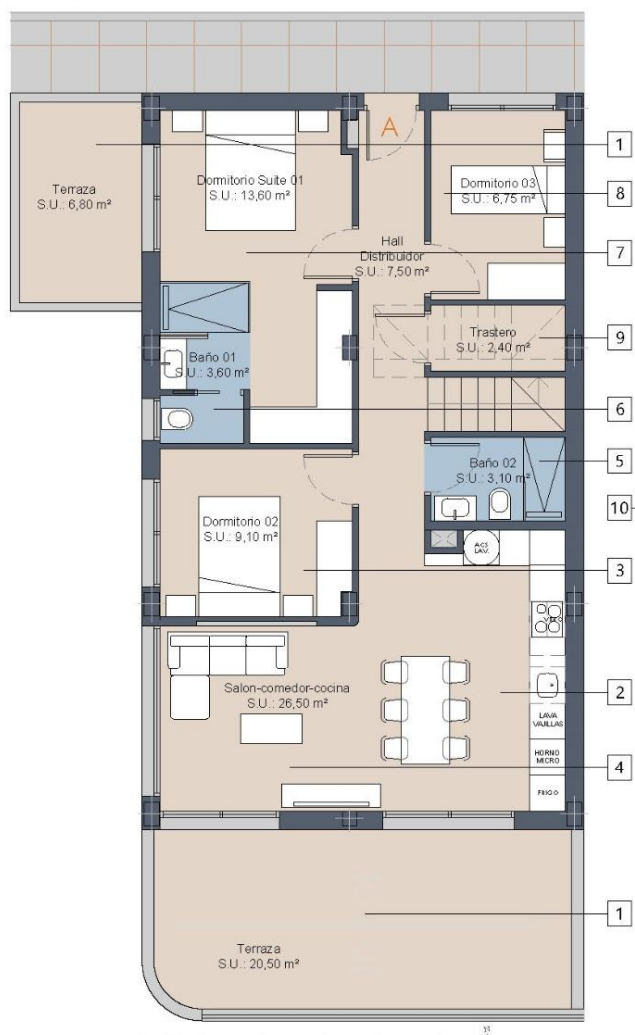 A
1
Terraza
S.U.: 6,80 m²
Dormitorio Suite 01
S.U.: 13,60 m²
Dormitorio 03
S.U.: 6,75 m²
8
Hall
Distribuidor
S.U.: 7,50 m²
7
Trastero
S.U.: 2,40 m²
9
Baño 01
S.U.: 3,60 m²
6
Baño 02
S.U.: 3,10 m²
5
10
Dormitorio 02
S.U.: 9,10 m²
ACS
LAV.
3
VITRO
Salon-comedor-cocina
S.U.: 26,50 m²
2
LAVA
VAJILLAS
HORNO
MICRO
4
FRIGO
1
Terraza
S.U.: 20,50 m²